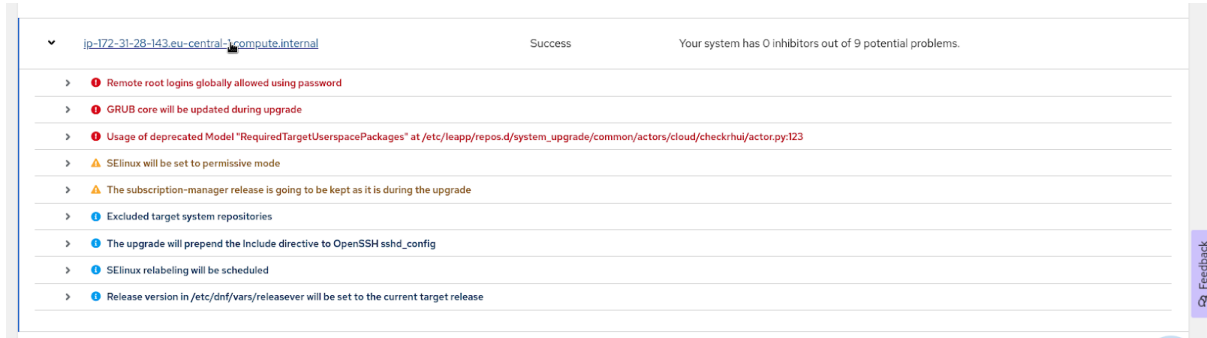 ip-172-31-28-143.eu-central-1.compute.internal Success Your system has 0 inhibitors out of 9 potential problems.
Remote root logins globally allowed using password
GRUB core will be updated during upgrade
Usage of deprecated Model "RequiredTargetUserspacePackages" at /etc/leapp/repos.d/system_upgrade/common/actors/cloud/checkrhui/actor.py:123
SElinux will be set to permissive mode
The subscription-manager release is going to be kept as it is during the upgrade
Excluded target system repositories
The upgrade will prepend the Include directive to OpenSSH sshd_config
SElinux relabeling will be scheduled
Release version in /etc/dnf/vars/releasever will be set to the current target release
Feedback